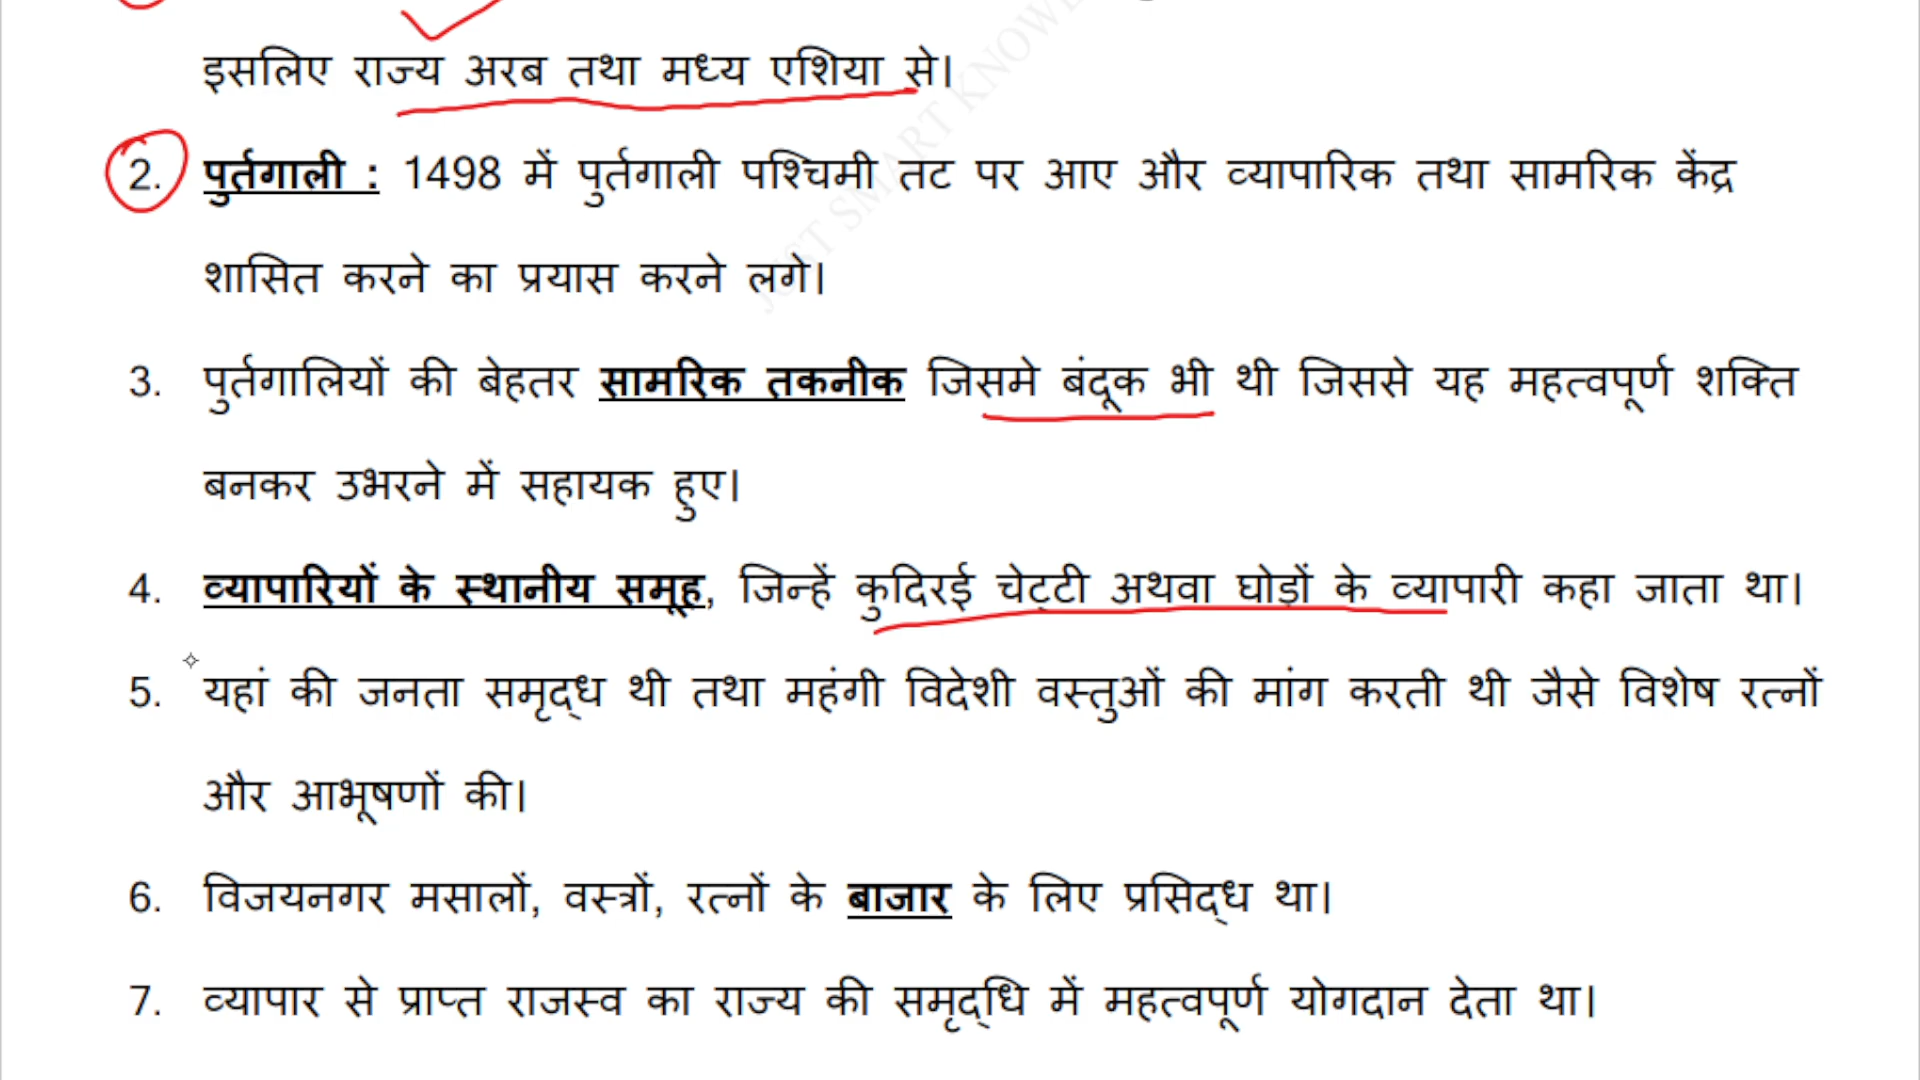 इसलिए राज्य अरब तथा मध्य एशिया से।
2. पुर्तगाली : 1498 में पुर्तगाली पश्चिमी तट पर आए और व्यापारिक तथा सामरिक केंद्र
शासित करने का प्रयास करने लगे।
3. पुर्तगालियों की बेहतर सामरिक तकनीक जिसमे बंदूक भी थी जिससे यह महत्वपूर्ण शक्ति
बनकर उभरने में सहायक हुए।
4. व्यापारियों के स्थानीय समूह, जिन्हें कुदिरई चेट्टी अथवा घोड़ों के व्यापारी कहा जाता था।
5. यहां की जनता समृद्ध थी तथा महंगी विदेशी वस्तुओं की मांग करती थी जैसे विशेष रत्नों
और आभूषणों की।
6. विजयनगर मसालों, वस्त्रों, रत्नों के बाजार के लिए प्रसिद्ध था।
7. व्यापार से प्राप्त राजस्व का राज्य की समृद्धि में महत्वपूर्ण योगदान देता था।
JUST SMART